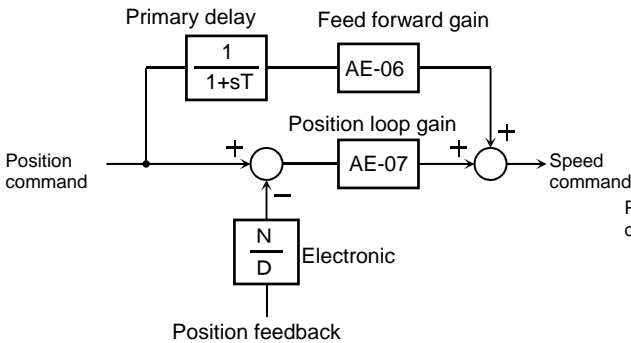 Primary delay
Feed forward gain
1
1+sT
AE-06
+
Position loop gain
Position
command
+
AE-07
+
Speed
command
−
N
D
Electronic
Position feedback